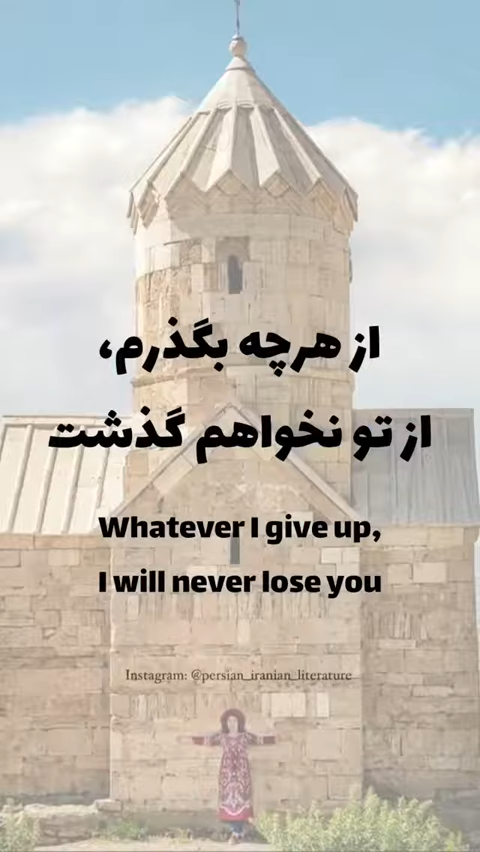 از هرچه بگذرم،
از تو نخواهم گذشت
Whatever I give up,
I will never lose you
Instagram: @persian_iranian_literature